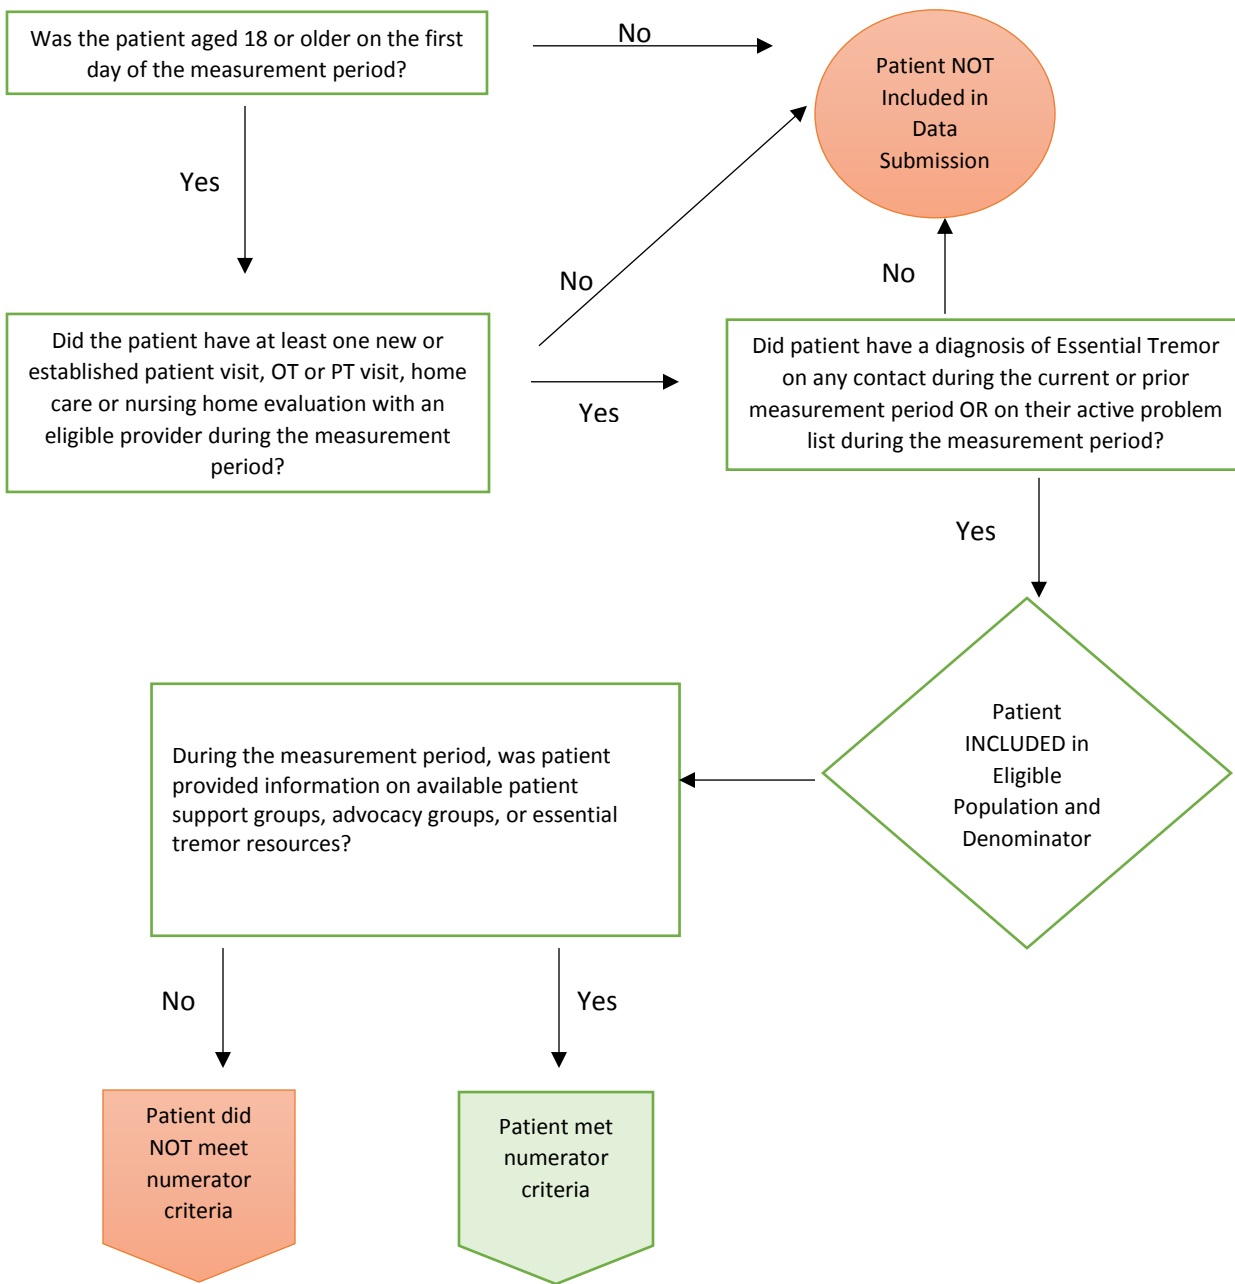 Was the patient aged 18 or older on the first
day of the measurement period?
No
Patient NOT
Included in
Data
Submission
Yes
No
No
Did the patient have at least one new or
established patient visit, OT or PT visit, home
care or nursing home evaluation with an
eligible provider during the measurement
period?
Yes
Did patient have a diagnosis of Essential Tremor
on any contact during the current or prior
measurement period OR on their active problem
list during the measurement period?
Yes
Patient
INCLUDED in
Eligible
Population and
Denominator
During the measurement period, was patient
provided information on available patient
support groups, advocacy groups, or essential
tremor resources?
No
Yes
Patient did
NOT meet
numerator
criteria
Patient met
numerator
criteria